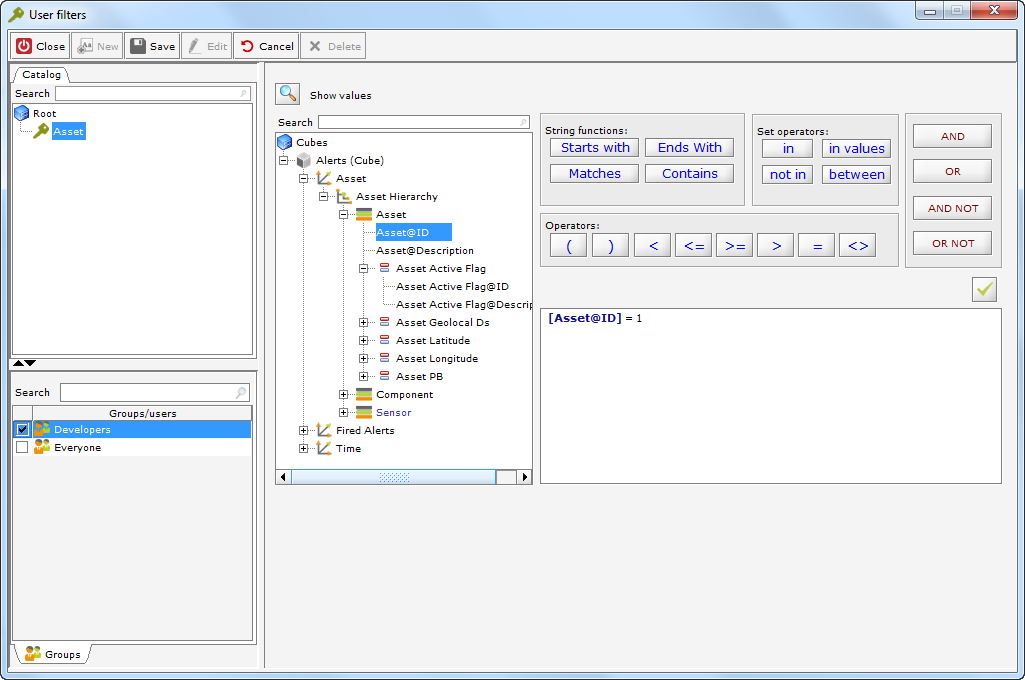 User filters
Close New Save Edit Cancel Delete
Catalog
Search
Root
Asset
Search
Groups/users
Developers
Everyone
Groups
Show values
Search
Cubes
Alerts (Cube)
Asset
Asset Hierarchy
Asset
Asset@ID
Asset@Description
Asset Active Flag
Asset Active Flag@ID
Asset Active Flag@Descrip
Asset Geolocal Ds
Asset Latitude
Asset Longitude
Asset PB
Component
Sensor
Fired Alerts
Time
String functions:
Starts with Ends With
Matches Contains
Set operators:
in in values
not in between
Operators:
( ) < <= >= > = <>
AND
OR
AND NOT
OR NOT
[Asset@ID] = 1